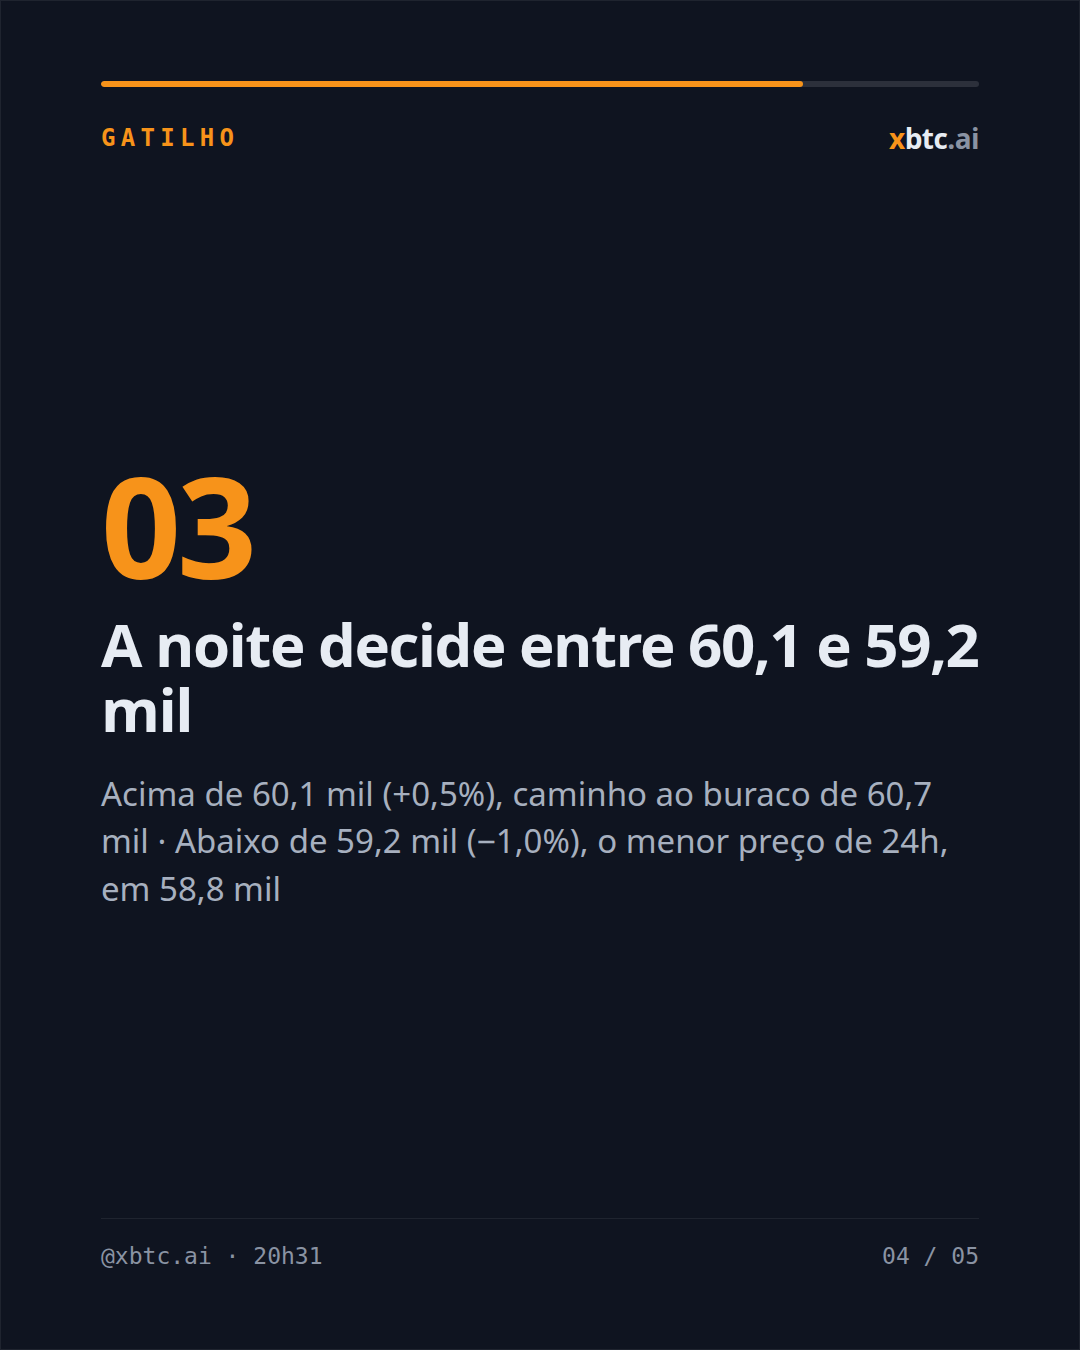 GATILHO
xbtc.ai
03
A noite decide entre 60,1 e 59,2
mil
Acima de 60,1 mil (+0,5%), caminho ao buraco de 60,7
mil · Abaixo de 59,2 mil (−1,0%), o menor preço de 24h,
em 58,8 mil
@xbtc.ai · 20h31
04 / 05